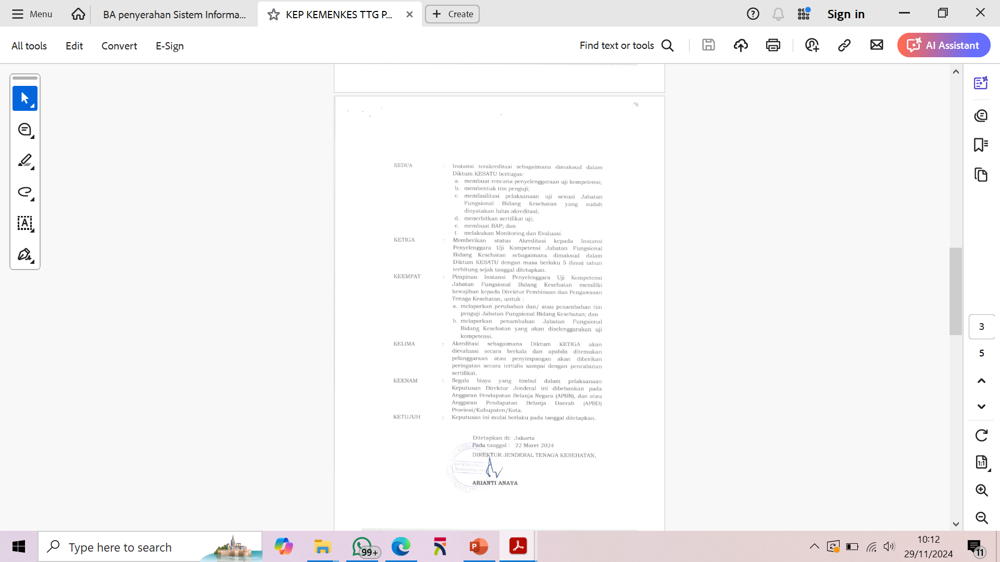 Menu
BA penyerahan Sistem Informa...
KEP KEMENKES TTG P...
Create
Sign in
All tools
Edit
Convert
E-Sign
Find text or tools
AI Assistant
KEDUA : Instansi terakreditasi sebagaimana dimaksud dalam
Diktum KESATU bertugas:
a. membuat rencana penyelenggaraan uji kompetensi;
b. membentuk tim penguji;
c. memfasilitasi pelaksanaan uji sesuai Jabatan
Fungsional Bidang Kesehatan yang sudah
dinyatakan lulus akreditasi;
d. menerbitkan sertifikat uji;
e. membuat BAP; dan
f. melakukan Monitoring dan Evaluasi.
KETIGA : Memberikan status Akreditasi kepada Instansi
Penyelenggara Uji Kompetensi Jabatan Fungsional
Bidang Kesehatan sebagaimana dimaksud dalam
Diktum KESATU dengan masa berlaku 5 (lima) tahun
terhitung sejak tanggal ditetapkan.
KEEMPAT : Pimpinan Instansi Penyelenggara Uji Kompetensi
Jabatan Fungsional Bidang Kesehatan memiliki
kewajiban kepada Direktur Pembinaan dan Pengawasan
Tenaga Kesehatan, untuk :
a. melaporkan perubahan dan/ atau penambahan tim
penguji Jabatan Fungsional Bidang Kesehatan; dan
b. melaporkan penambahan Jabatan Fungsional
Bidang Kesehatan yang akan diselenggarakan uji
kompetensi.
KELIMA : Akreditasi sebagaimana Diktum KETIGA akan
dievaluasi secara berkala dan apabila ditemukan
pelanggaraan atau penyimpangan akan diberikan
peringatan secara tertulis sampai dengan pencabutan
sertifikat.
KEENAM : Segala biaya yang timbul dalam pelaksanaan
Keputusan Direktur Jenderal ini dibebankan pada
Anggaran Pendapatan Belanja Negara (APBN), dan atau
Anggaran Pendapatan Belanja Daerah (APBD)
Provinsi/Kabupaten/Kota.
KETUJUH : Keputusan ini mulai berlaku pada tanggal ditetapkan.
Ditetapkan di: Jakarta
Pada tanggal : 22 Maret 2024
DIREKTUR JENDERAL TENAGA KESEHATAN,
ARIANTI ANAYA
3
5
1:1
Type here to search
99+
10:12
29/11/2024
11